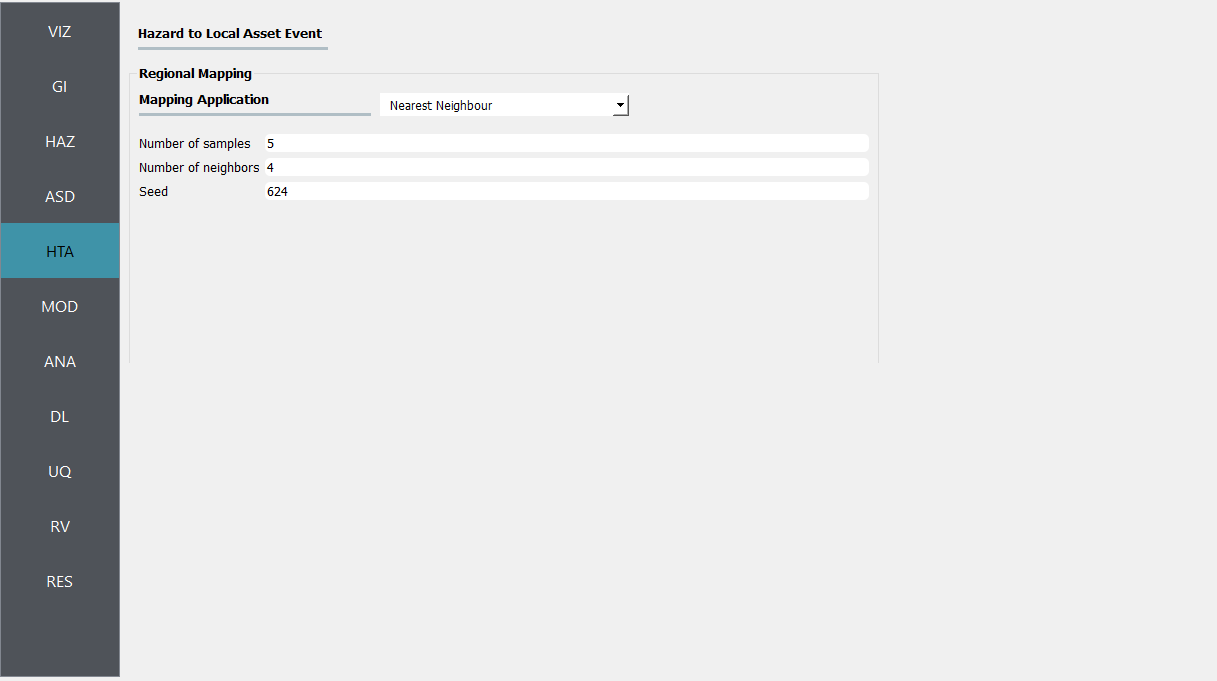 VIZ
GI
HAZ
ASD
HTA
MOD
ANA
DL
UQ
RV
RES
Hazard to Local Asset Event
Regional Mapping
Mapping Application Nearest Neighbour
Number of samples 5
Number of neighbors 4
Seed 624